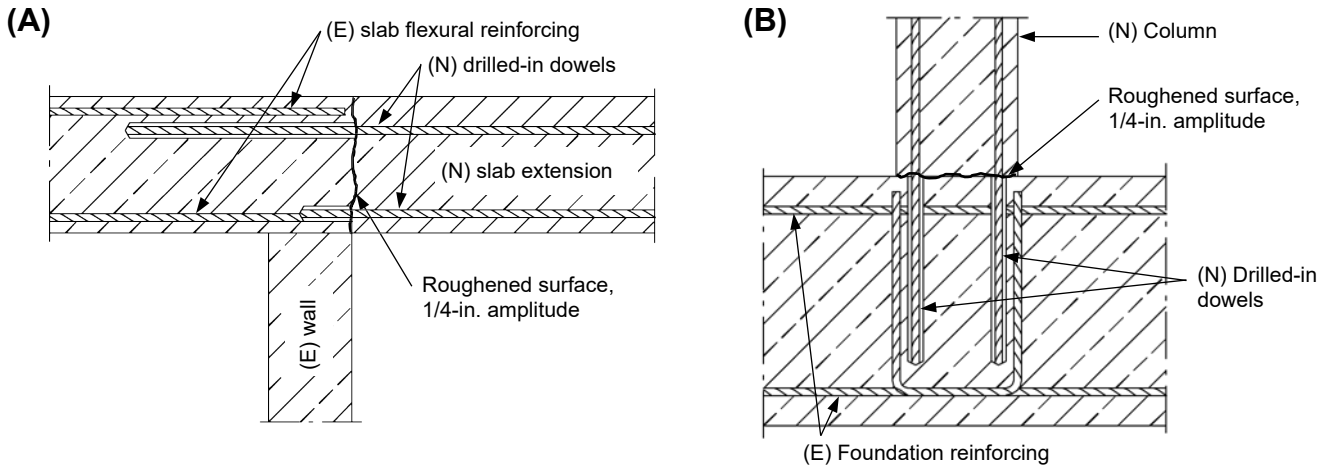 (A)
(E) slab flexural reinforcing
(N) drilled-in dowels
(N) slab extension
Roughened surface,
1/4-in. amplitude
(E) wall
(B)
(N) Column
Roughened surface,
1/4-in. amplitude
(N) Drilled-in
dowels
(E) Foundation reinforcing